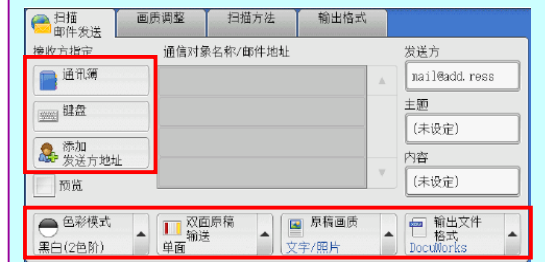 扫描
邮件发送
画质调整
扫描方法
输出格式
接收方指定
通信对象名称/邮件地址
发送方
通讯簿
键盘
添加
发送方地址
预览
mail@add.ress
主题
(未设定)
内容
(未设定)
色彩模式
黑白(2色阶)
双面原稿
输送
单面
原稿画质
文字/照片
输出文件
格式
DocuWorks